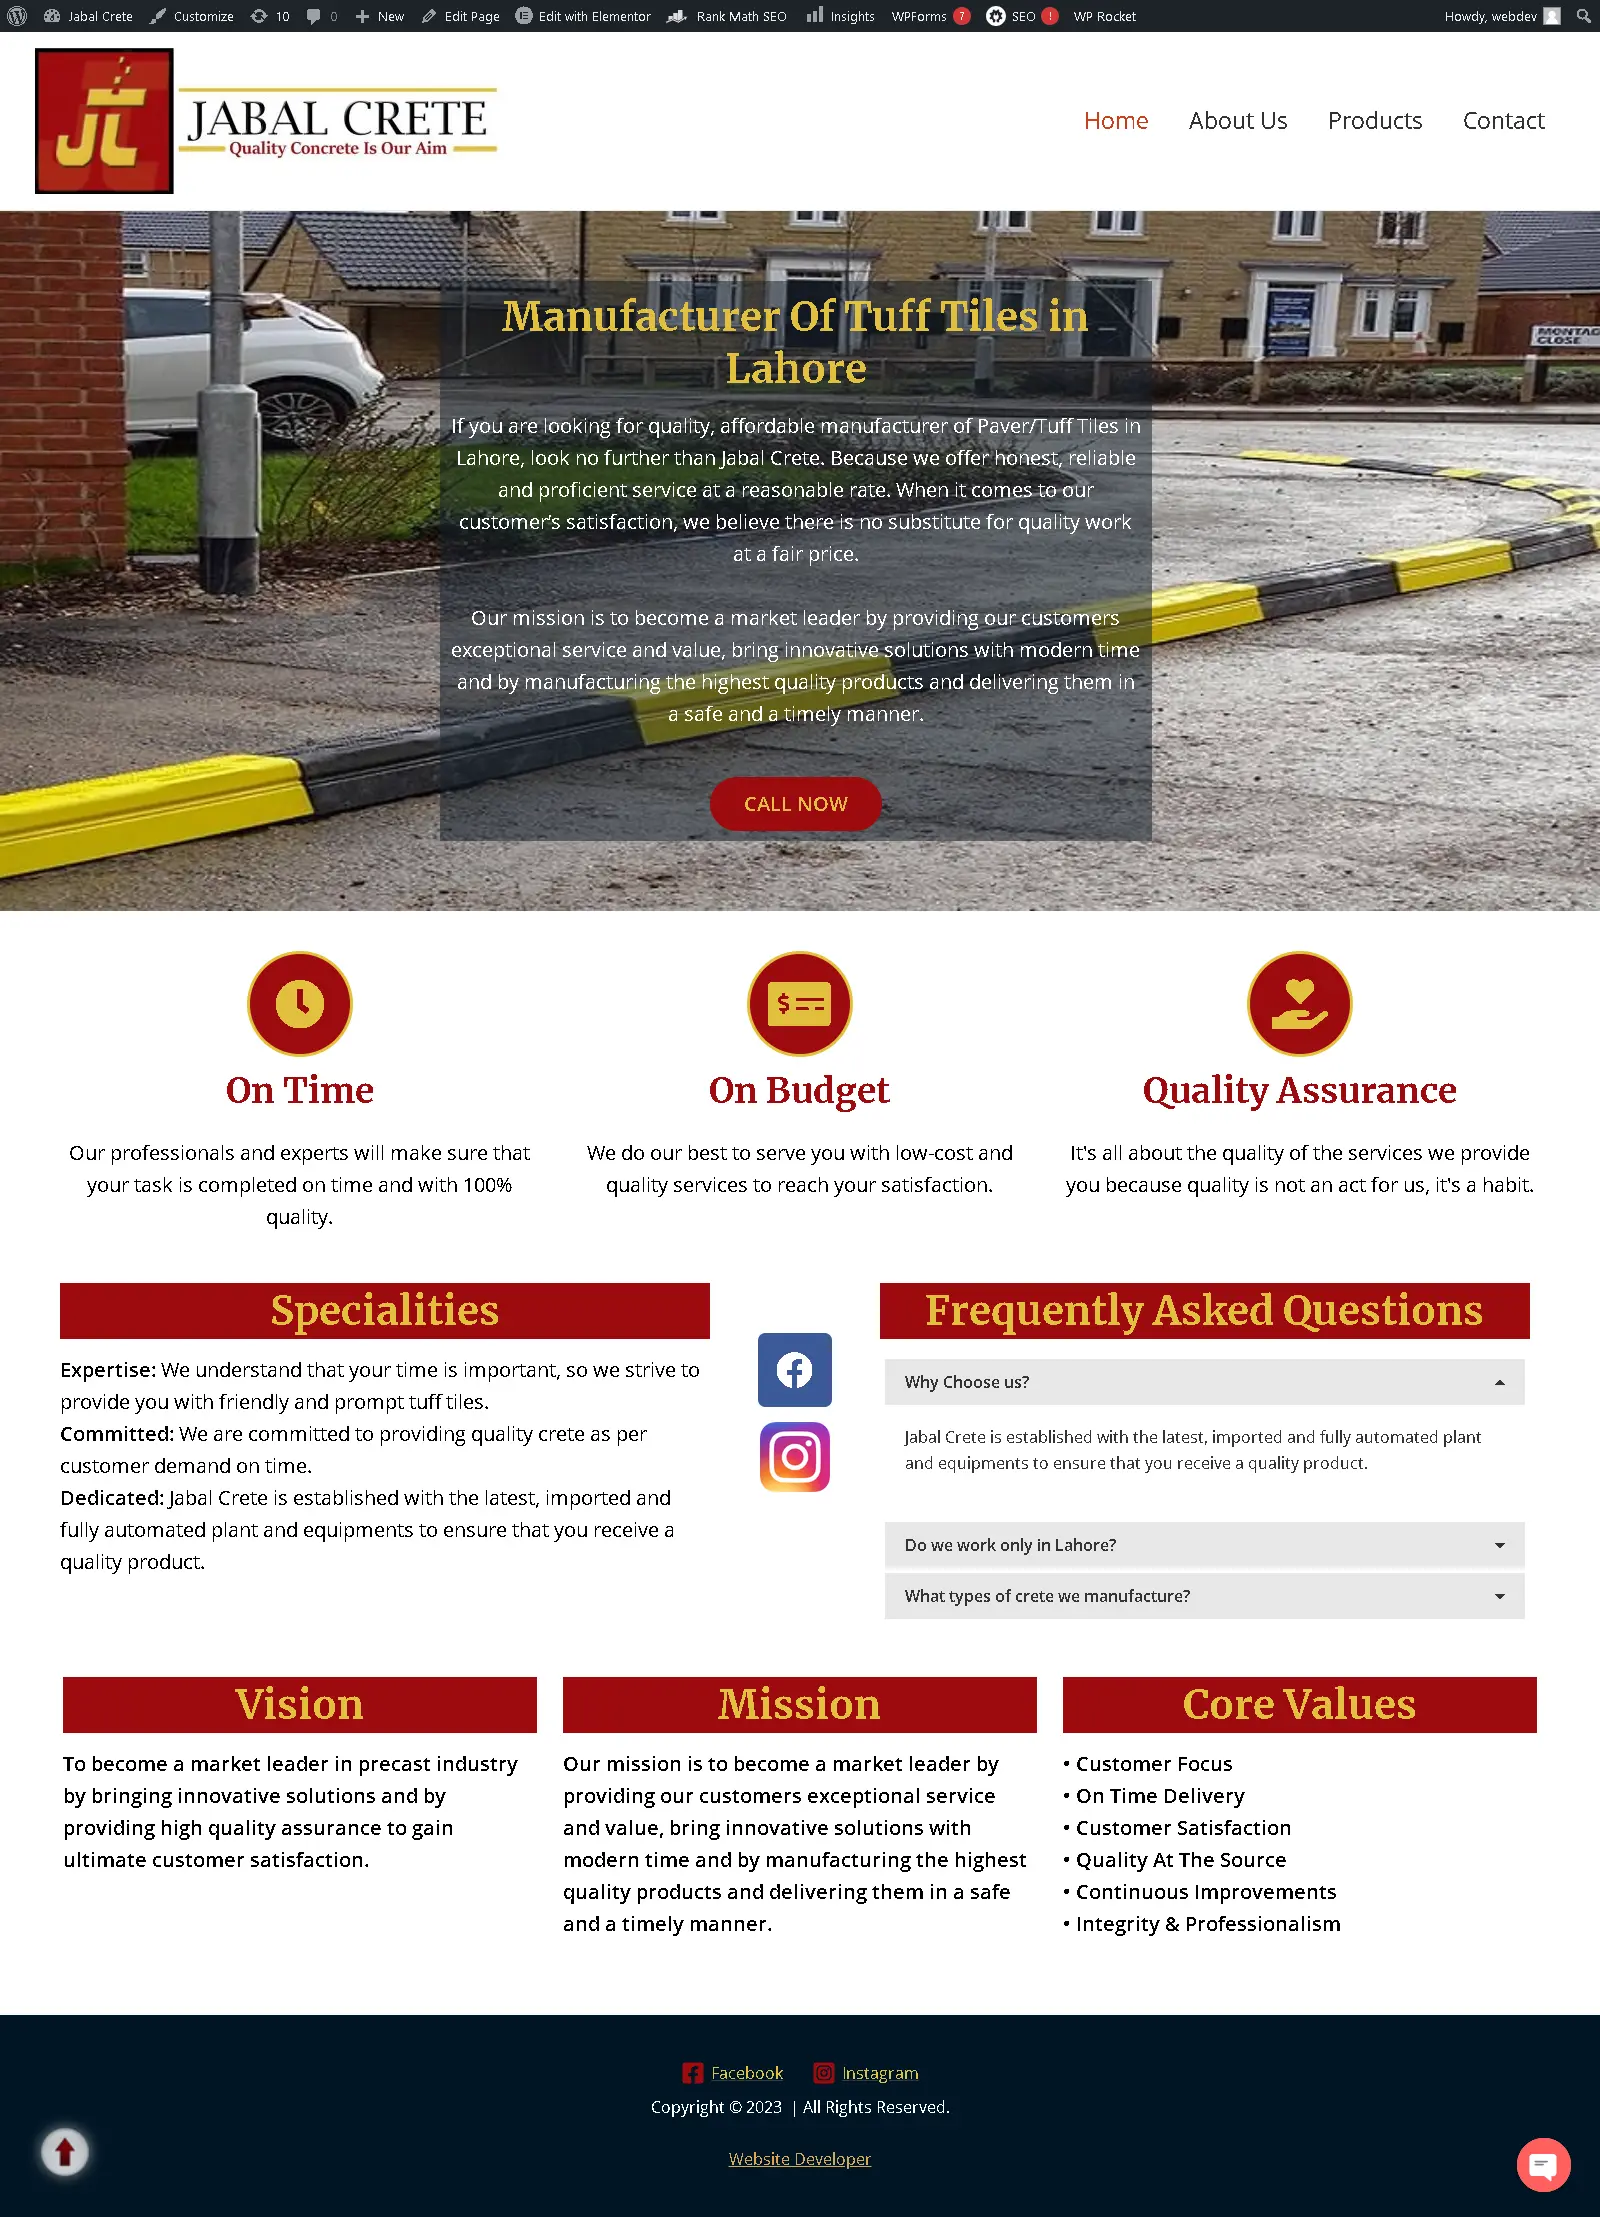 Jabal Crete Customize 10 0 New Edit Page Edit with Elementor Rank Math SEO Insights WPForms 7 SEO ! WP Rocket Howdy, webdev
JABAL CRETE
Quality Concrete Is Our Aim
Home About Us Products Contact
MONTAG
CLOSE
Manufacturer Of Tuff Tiles in
Lahore
If you are looking for quality, affordable manufacturer of Paver/Tuff Tiles in
Lahore, look no further than Jabal Crete. Because we offer honest, reliable
and proficient service at a reasonable rate. When it comes to our
customer’s satisfaction, we believe there is no substitute for quality work
at a fair price.
Our mission is to become a market leader by providing our customers
exceptional service and value, bring innovative solutions with modern time
and by manufacturing the highest quality products and delivering them in
a safe and a timely manner.
CALL NOW
On Time
Our professionals and experts will make sure that
your task is completed on time and with 100%
quality.
On Budget
We do our best to serve you with low-cost and
quality services to reach your satisfaction.
Quality Assurance
It's all about the quality of the services we provide
you because quality is not an act for us, it's a habit.
Specialities
Expertise: We understand that your time is important, so we strive to
provide you with friendly and prompt tuff tiles.
Committed: We are committed to providing quality crete as per
customer demand on time.
Dedicated: Jabal Crete is established with the latest, imported and
fully automated plant and equipments to ensure that you receive a
quality product.
Frequently Asked Questions
Why Choose us?
Jabal Crete is established with the latest, imported and fully automated plant
and equipments to ensure that you receive a quality product.
Do we work only in Lahore?
What types of crete we manufacture?
Vision
To become a market leader in precast industry
by bringing innovative solutions and by
providing high quality assurance to gain
ultimate customer satisfaction.
Mission
Our mission is to become a market leader by
providing our customers exceptional service
and value, bring innovative solutions with
modern time and by manufacturing the highest
quality products and delivering them in a safe
and a timely manner.
Core Values
• Customer Focus
• On Time Delivery
• Customer Satisfaction
• Quality At The Source
• Continuous Improvements
• Integrity & Professionalism
Facebook Instagram
Copyright © 2023 | All Rights Reserved.
Website Developer